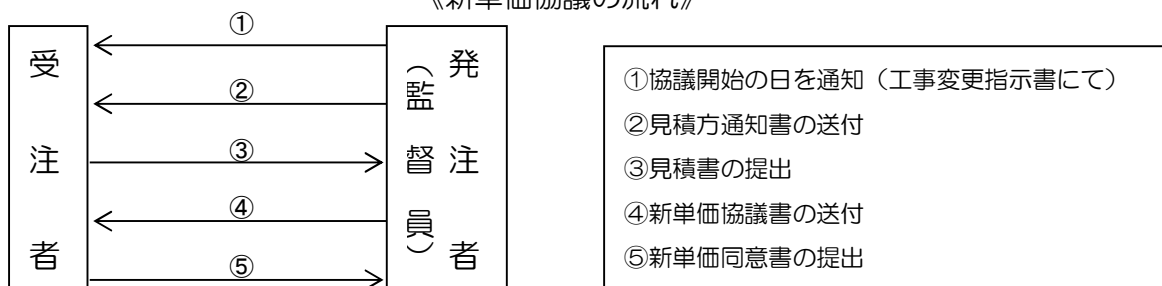 《新単価協議の流れ》
①
②
③
④
⑤
受注者
発注者
（監督員）
①協議開始の日を通知（工事変更指示書にて）
②見積方通知書の送付
③見積書の提出
④新単価協議書の送付
⑤新単価同意書の提出